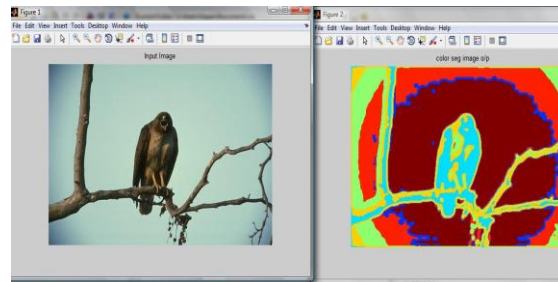 Figure 1
File Edit View Insert Tools Desktop Window Help
Input Image
Figure 2
File Edit View Insert Tools Desktop Window Help
color seg image o/p